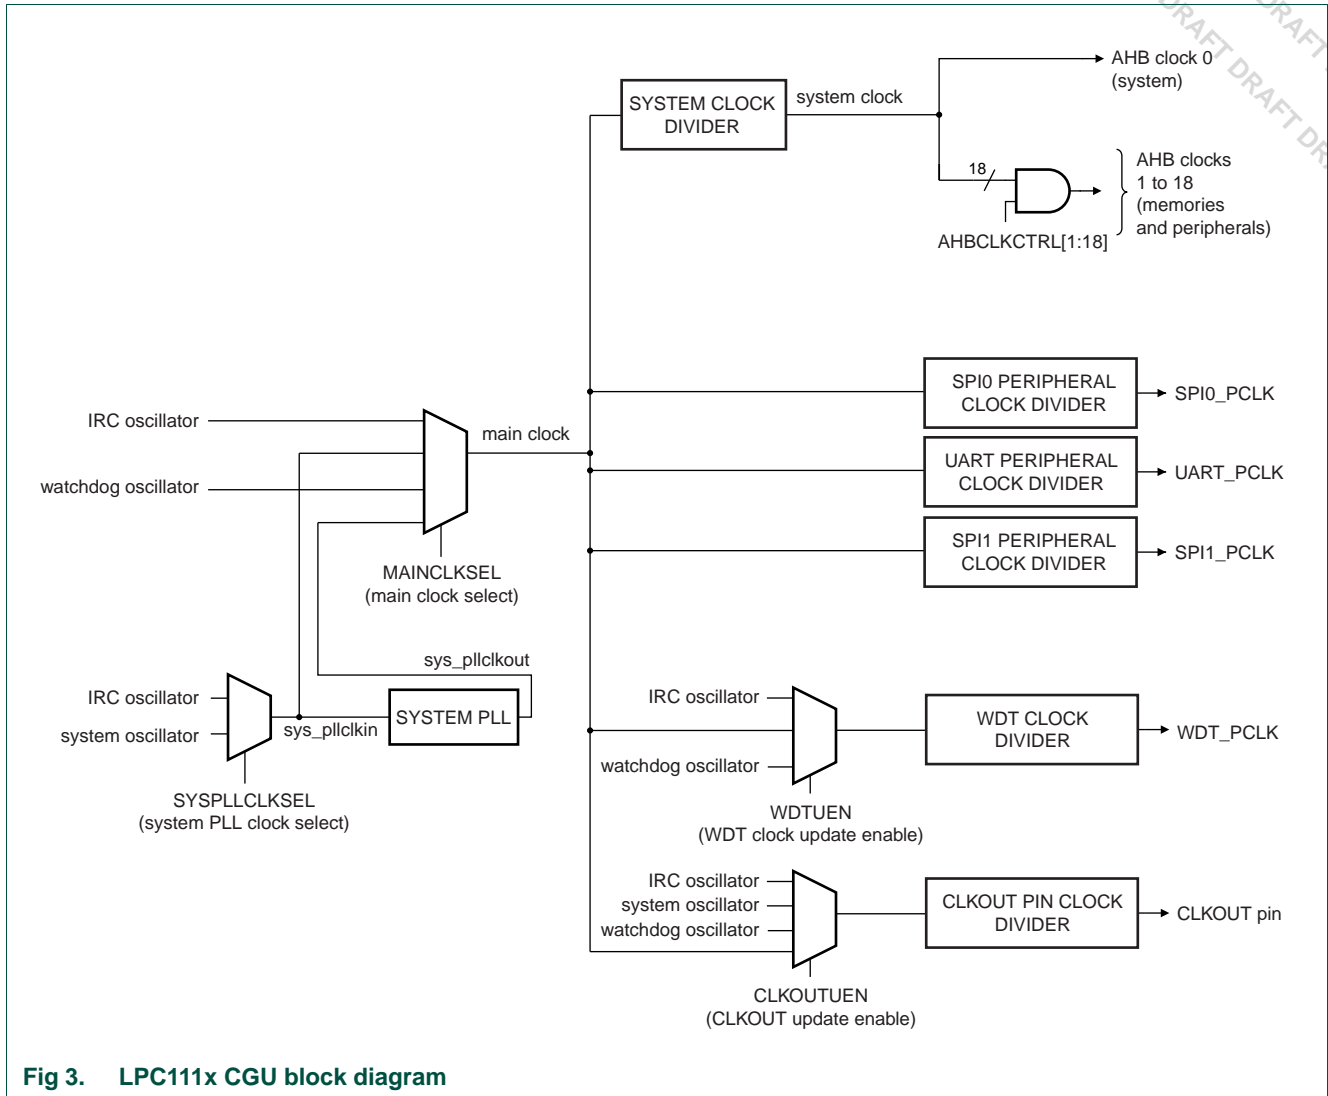 DRAFT DRAFT DR
DRAFT
AHB clock 0
(system)
SYSTEM CLOCK
DIVIDER
system clock
18
AHB clocks
1 to 18
(memories
and peripherals)
AHBCLKCTRL[1:18]
SPI0 PERIPHERAL
CLOCK DIVIDER
SPI0_PCLK
IRC oscillator
main clock
UART PERIPHERAL
CLOCK DIVIDER
UART_PCLK
watchdog oscillator
SPI1 PERIPHERAL
CLOCK DIVIDER
SPI1_PCLK
MAINCLKSEL
(main clock select)
sys_pllclkout
IRC oscillator
system oscillator
sys_pllclkin
SYSTEM PLL
SYSPLLCLKSEL
(system PLL clock select)
IRC oscillator
watchdog oscillator
WDT CLOCK
DIVIDER
WDT_PCLK
WDTUEN
(WDT clock update enable)
IRC oscillator
system oscillator
watchdog oscillator
CLKOUT PIN CLOCK
DIVIDER
CLKOUT pin
CLKOUTUEN
(CLKOUT update enable)
Fig 3. LPC111x CGU block diagram